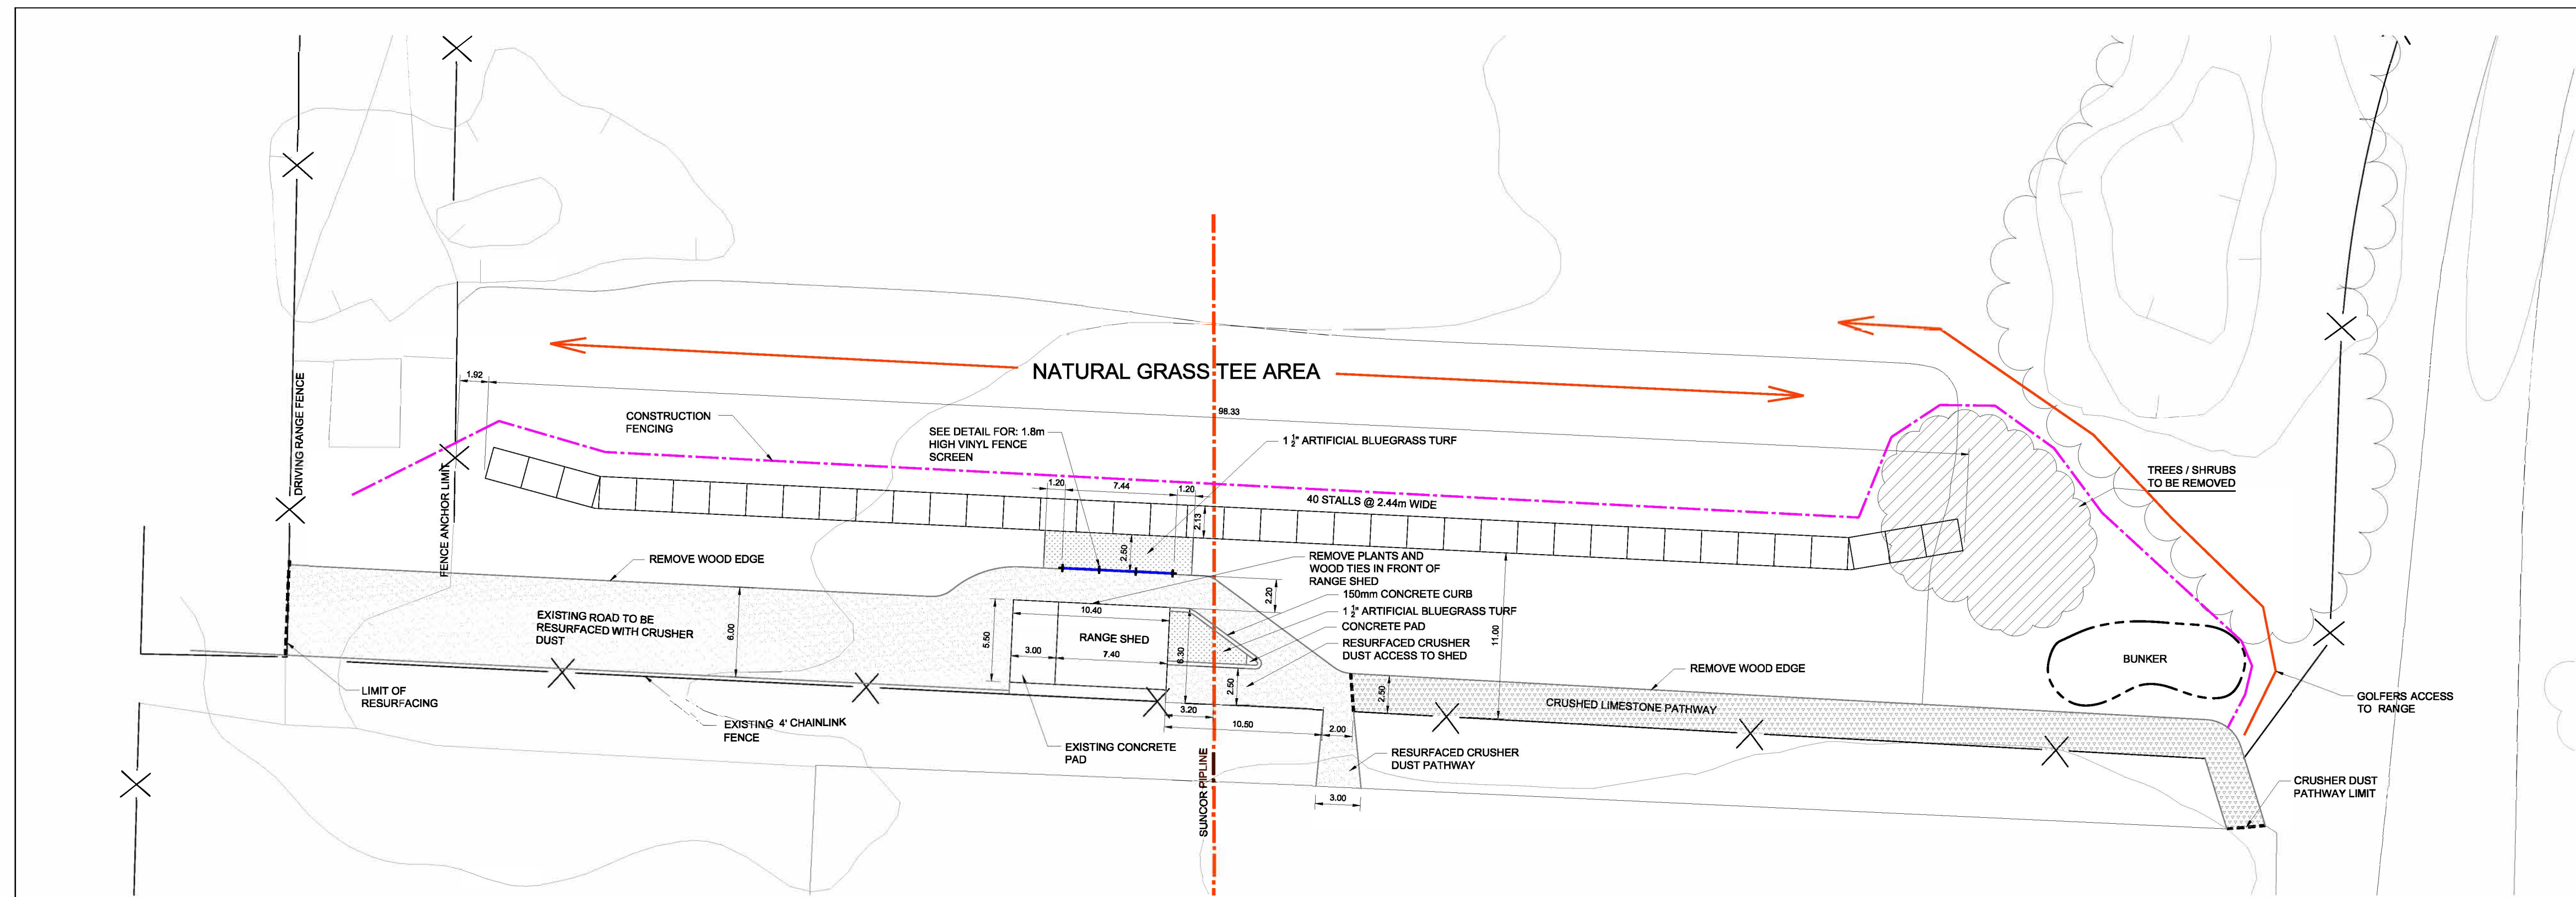 NATURAL GRASS TEE AREA
1.92
98.33
DRIVING RANGE FENCE
FENCE ANCHOR LIMIT
CONSTRUCTION
FENCING
SEE DETAIL FOR: 1.8m
HIGH VINYL FENCE
SCREEN
1 1/2" ARTIFICIAL BLUEGRASS TURF
1.20
7.44
1.20
40 STALLS @ 2.44m WIDE
2.13
2.50
TREES / SHRUBS
TO BE REMOVED
REMOVE WOOD EDGE
REMOVE PLANTS AND
WOOD TIES IN FRONT OF
RANGE SHED
150mm CONCRETE CURB
1 1/2" ARTIFICIAL BLUEGRASS TURF
CONCRETE PAD
RESURFACED CRUSHER
DUST ACCESS TO SHED
2.20
EXISTING ROAD TO BE
RESURFACED WITH CRUSHER
DUST
6.00
5.50
10.40
RANGE SHED
3.00
7.40
6.30
2.50
11.00
REMOVE WOOD EDGE
BUNKER
2.50
CRUSHED LIMESTONE PATHWAY
LIMIT OF
RESURFACING
EXISTING 4' CHAINLINK
FENCE
3.20
10.50
2.00
GOLFERS ACCESS
TO RANGE
EXISTING CONCRETE
PAD
SUNCOR PIPLINE
RESURFACED CRUSHER
DUST PATHWAY
3.00
CRUSHER DUST
PATHWAY LIMIT